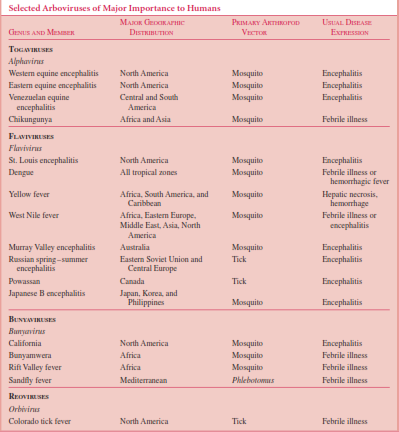 Selected Arboviruses of Major Importance to Humans
Major Geographic Primary Arthropod Usual Disease
Genus and Member Distribution Vector Expression
Togaviruses
Alphavirus
Western equine encephalitis North America Mosquito Encephalitis
Eastern equine encephalitis North America Mosquito Encephalitis
Venezuelan equine Central and South Mosquito Encephalitis
encephalitis America
Chikungunya Africa and Asia Mosquito Febrile illness
Flaviviruses
Flavivirus
St. Louis encephalitis North America Mosquito Encephalitis
Dengue All tropical zones Mosquito Febrile illness or
hemorrhagic fever
Yellow fever Africa, South America, and Mosquito Hepatic necrosis,
Caribbean hemorrhage
West Nile fever Africa, Eastern Europe, Mosquito Febrile illness or
Middle East, Asia, North encephalitis
America
Murray Valley encephalitis Australia Mosquito Encephalitis
Russian spring–summer Eastern Soviet Union and Tick Encephalitis
encephalitis Central Europe
Powassan Canada Tick Encephalitis
Japanese B encephalitis Japan, Korea, and
Philippines Mosquito Encephalitis
Bunyaviruses
Bunyavirus
California North America Mosquito Encephalitis
Bunyamwera Africa Mosquito Febrile illness
Rift Valley fever Africa Mosquito Febrile illness
Sandfly fever Mediterranean Phlebotomus Febrile illness
Reoviruses
Orbivirus
Colorado tick fever North America Tick Febrile illness